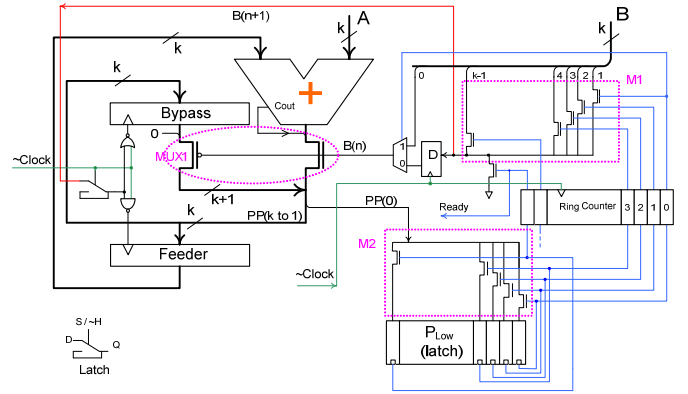 B(n+1)
A
B
k
k
k
k
0
k-1
4
3
2
1
M1
+
Cout
Bypass
0
MUX1
B(n)
1
0
D
~Clock
k+1
k
PP(k to 1)
PP(0)
Ready
Ring Counter
3
2
1
0
M2
Feeder
~Clock
S / ~H
D
Q
Latch
PLow
(latch)